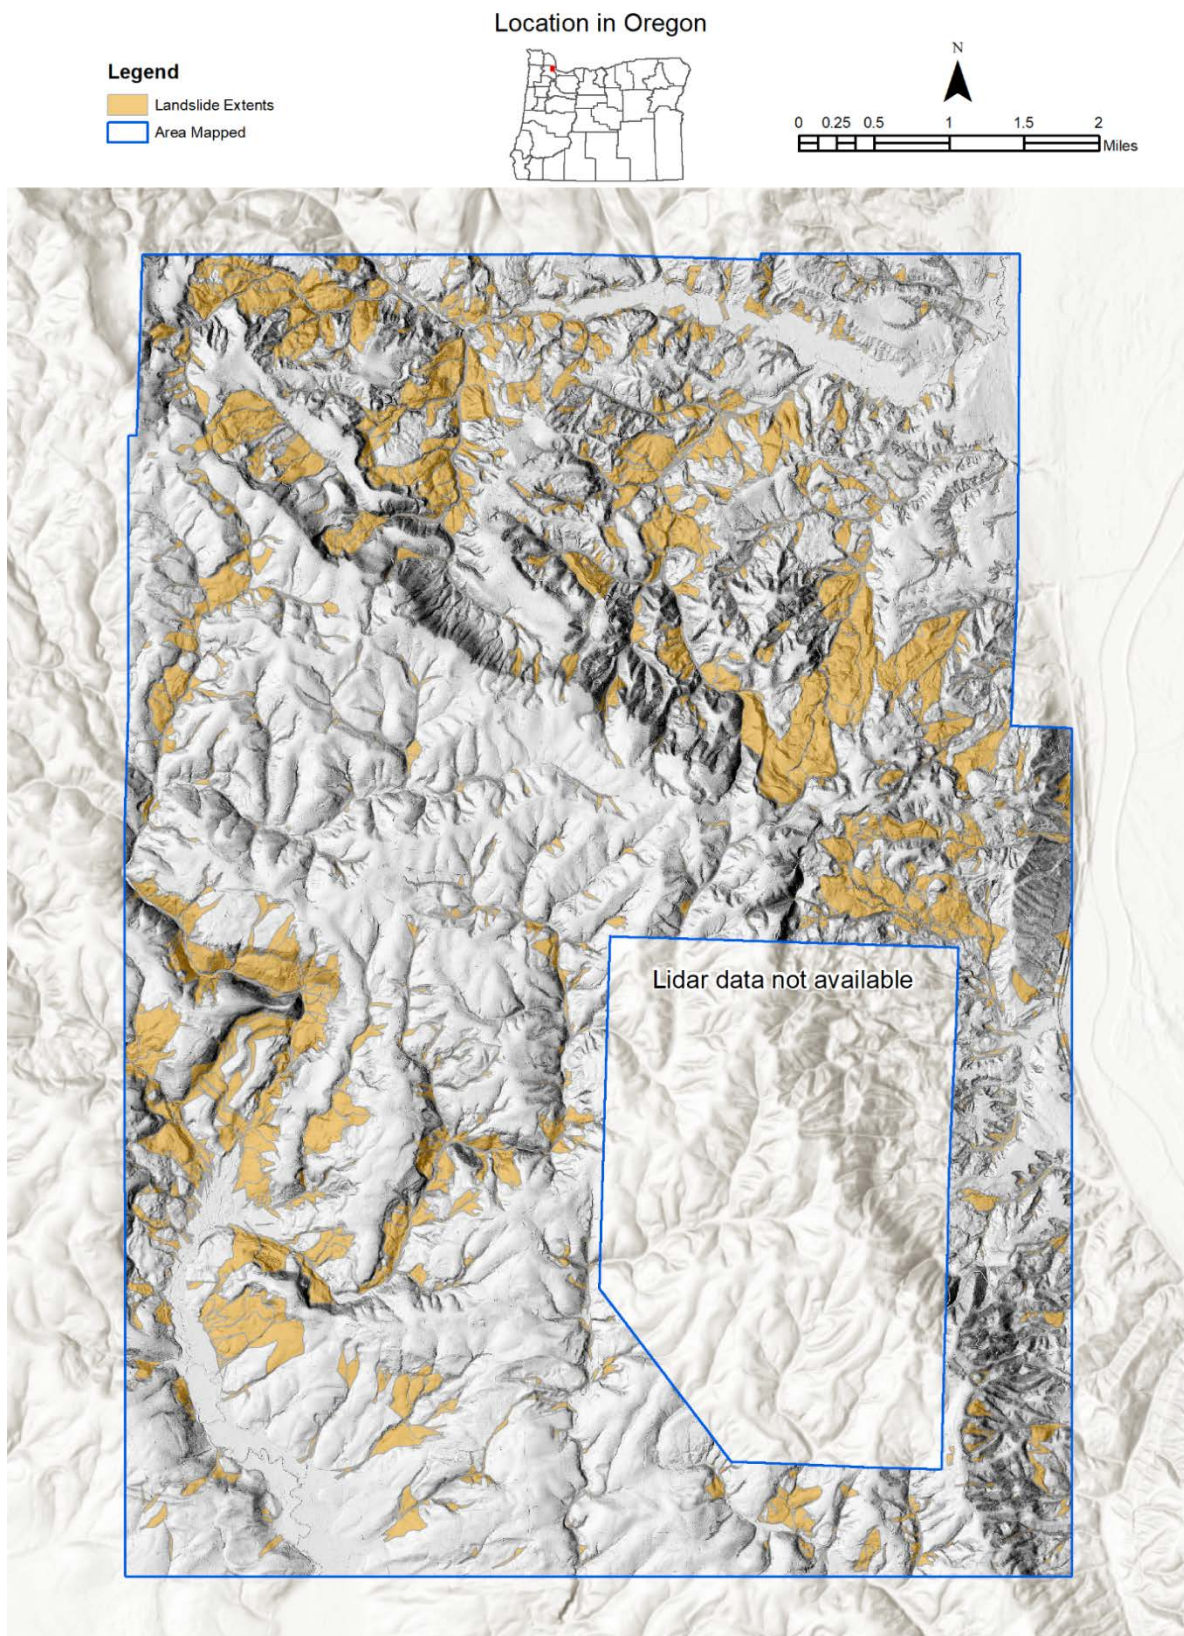 Location in Oregon
Legend
Landslide Extents
Area Mapped
N
0 0.25 0.5 1 1.5 2
Miles
Lidar data not available